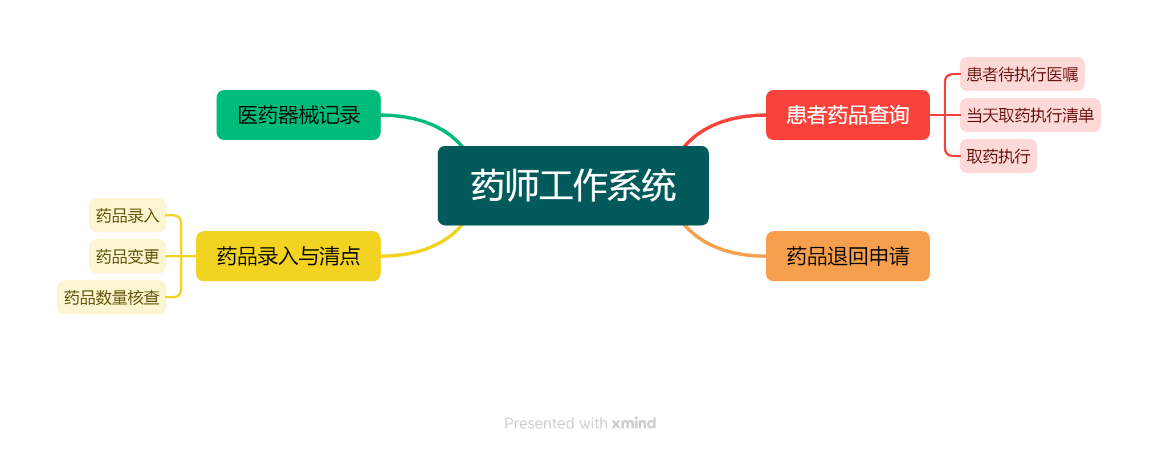 药师工作系统
患者药品查询
患者待执行医嘱
当天取药执行清单
取药执行
药品退回申请
医药器械记录
药品录入与清点
药品录入
药品变更
药品数量核查
Presented with xmind